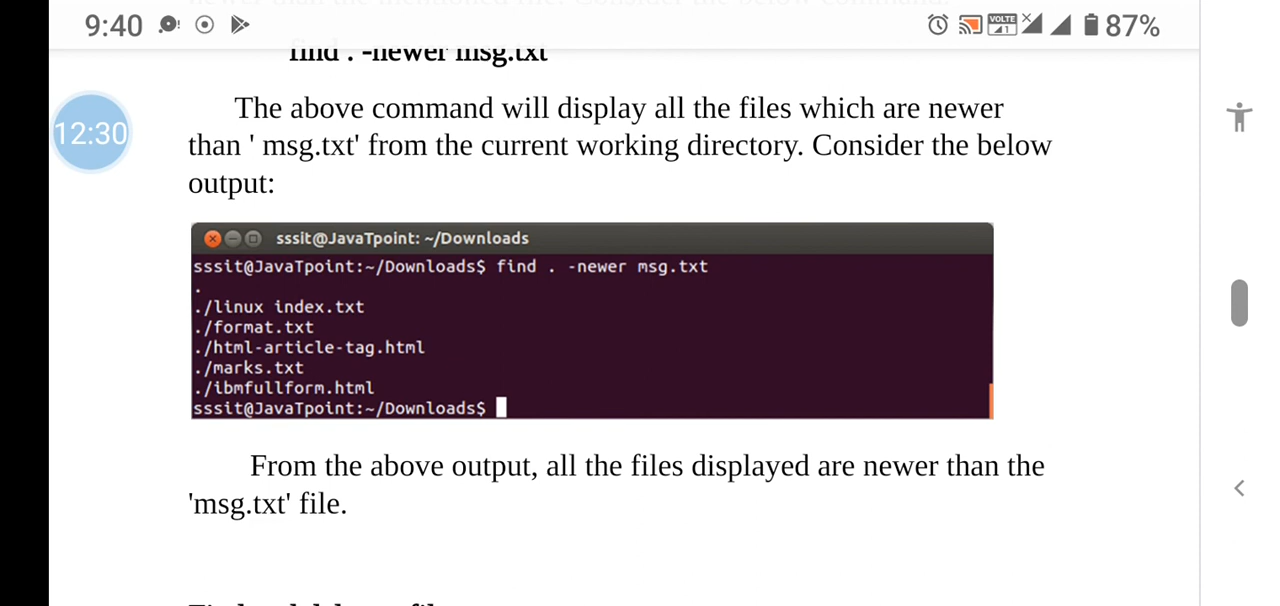 9:40
VOLTE
1
87%
find . -newer msg.txt
12:30
The above command will display all the files which are newer
than ' msg.txt' from the current working directory. Consider the below
output:
sssit@JavaTpoint: ~/Downloads
sssit@JavaTpoint:~/Downloads$ find . -newer msg.txt
.
./linux index.txt
./format.txt
./html-article-tag.html
./marks.txt
./ibmfullform.html
sssit@JavaTpoint:~/Downloads$
From the above output, all the files displayed are newer than the
'msg.txt' file.